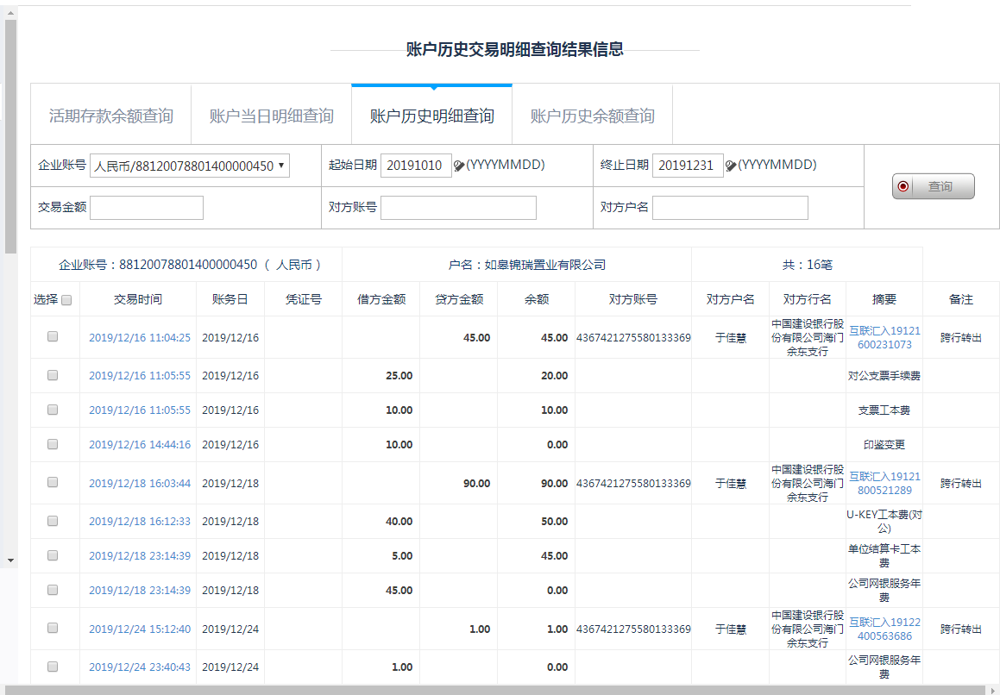 账户历史交易明细查询结果信息
活期存款余额查询 账户当日明细查询 账户历史明细查询 账户历史余额查询
企业账号 人民币/88120078801400000450 起始日期 20191010 (YYYYMMDD) 终止日期 20191231 (YYYYMMDD)
查询
交易金额 对方账号 对方户名
企业账号：88120078801400000450 （ 人民币 ） 户名：如皋锦瑞置业有限公司 共：16笔
选择 交易时间 账务日 凭证号 借方金额 贷方金额 余额 对方账号 对方户名 对方行名 摘要 备注
2019/12/16 11:04:25 2019/12/16 45.00 45.00 4367421275580133369 于佳慧 中国建设银行股份有限公司海门余东支行 互联汇入19121600231073 跨行转出
2019/12/16 11:05:55 2019/12/16 25.00 20.00 对公支票手续费
2019/12/16 11:05:55 2019/12/16 10.00 10.00 支票工本费
2019/12/16 14:44:16 2019/12/16 10.00 0.00 印鉴变更
2019/12/18 16:03:44 2019/12/18 90.00 90.00 4367421275580133369 于佳慧 中国建设银行股份有限公司海门余东支行 互联汇入19121800521289 跨行转出
2019/12/18 16:12:33 2019/12/18 40.00 50.00 U-KEY工本费(对公)
2019/12/18 23:14:39 2019/12/18 5.00 45.00 单位结算卡工本费
2019/12/18 23:14:39 2019/12/18 45.00 0.00 公司网银服务年费
2019/12/24 15:12:40 2019/12/24 1.00 1.00 4367421275580133369 于佳慧 中国建设银行股份有限公司海门余东支行 互联汇入19122400563686 跨行转出
2019/12/24 23:40:43 2019/12/24 1.00 0.00 公司网银服务年费